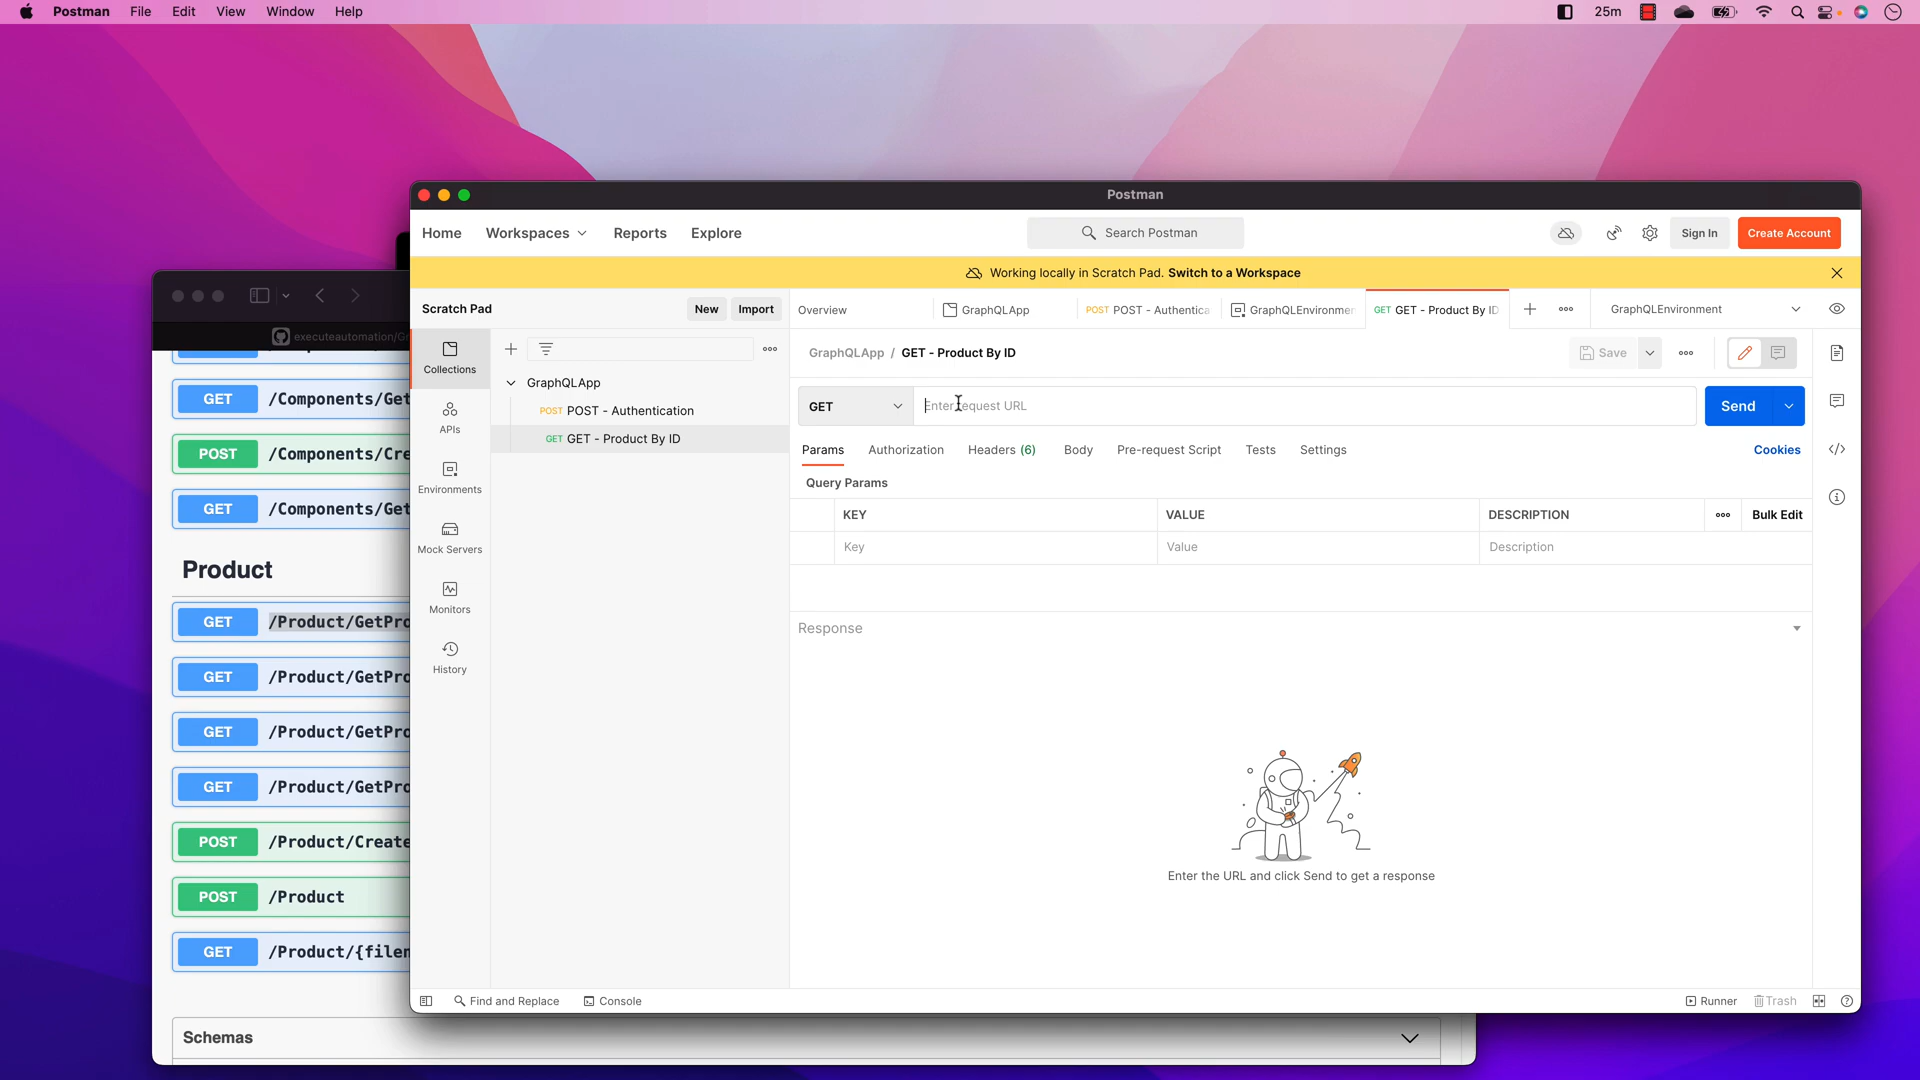 Postman File Edit View Window Help 25m
Postman
Home Workspaces Reports Explore Search Postman Sign In Create Account
Working locally in Scratch Pad. Switch to a Workspace
Scratch Pad New Import Overview GraphQLApp POST POST - Authentica GraphQLEnvironmen GET GET - Product By ID GraphQLEnvironment
executeautomation/Gr
Collections
APIs
Environments
Mock Servers
Monitors
History
GraphQLApp
POST POST - Authentication
GET GET - Product By ID
GraphQLApp / GET - Product By ID Save
GET Enter request URL Send
Params Authorization Headers (6) Body Pre-request Script Tests Settings Cookies
Query Params
KEY VALUE DESCRIPTION Bulk Edit
Key Value Description
Response
Enter the URL and click Send to get a response
Find and Replace Console Runner Trash
GET /Components/Get
POST /Components/Cre
GET /Components/Get
Product
GET /Product/GetPro
GET /Product/GetPro
GET /Product/GetPro
GET /Product/GetPro
POST /Product/Create
POST /Product
GET /Product/{filen
Schemas